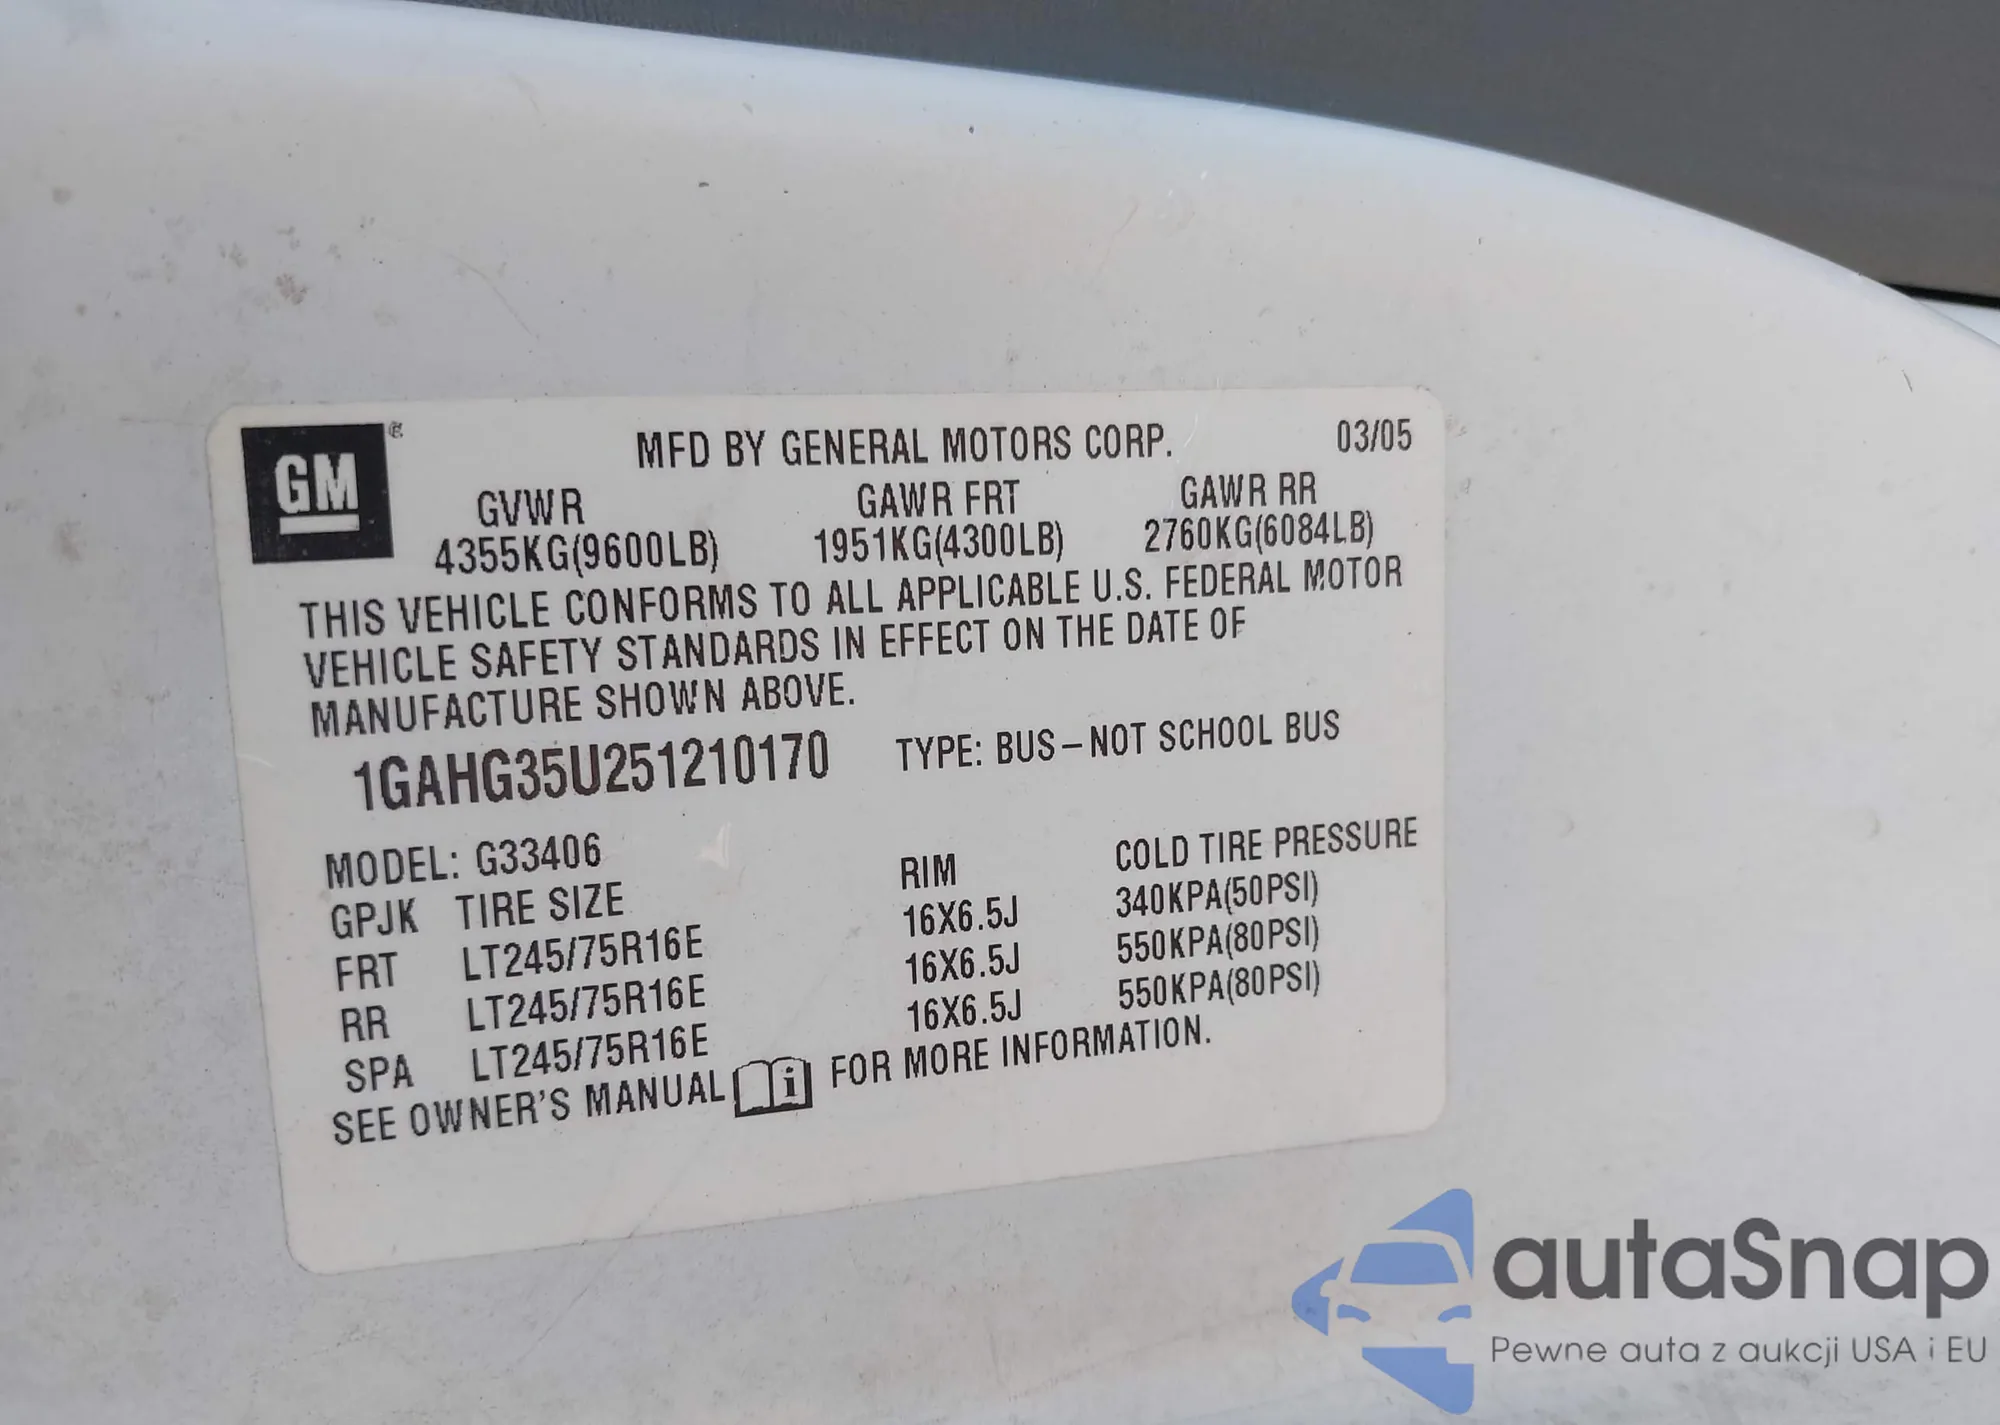 GM
MFD BY GENERAL MOTORS CORP. 03/05
GVWR GAWR FRT GAWR RR
4355KG(9600LB) 1951KG(4300LB) 2760KG(6084LB)
THIS VEHICLE CONFORMS TO ALL APPLICABLE U.S. FEDERAL MOTOR
VEHICLE SAFETY STANDARDS IN EFFECT ON THE DATE OF
MANUFACTURE SHOWN ABOVE.
1GAHG35U251210170 TYPE: BUS–NOT SCHOOL BUS
MODEL: G33406
GPJK TIRE SIZE RIM COLD TIRE PRESSURE
FRT LT245/75R16E 16X6.5J 340KPA(50PSI)
RR LT245/75R16E 16X6.5J 550KPA(80PSI)
SPA LT245/75R16E 16X6.5J 550KPA(80PSI)
SEE OWNER'S MANUAL i FOR MORE INFORMATION.
autaSnap
Pewne auta z aukcji USA i EU